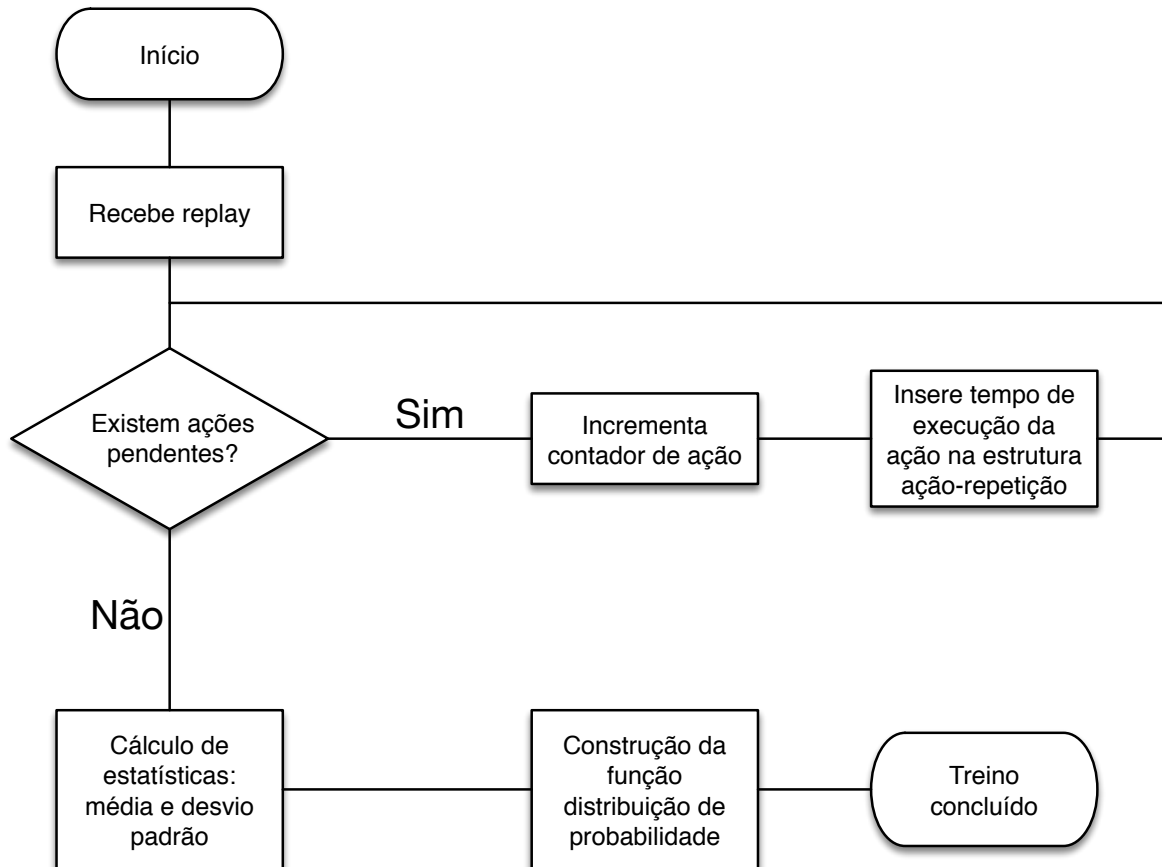 Início
Recebe replay
Existem ações
pendentes?
Sim
Incrementa
contador de ação
Insere tempo de
execução da
ação na estrutura
ação-repetição
Não
Cálculo de
estatísticas:
média e desvio
padrão
Construção da
função
distribuição de
probabilidade
Treino
concluído